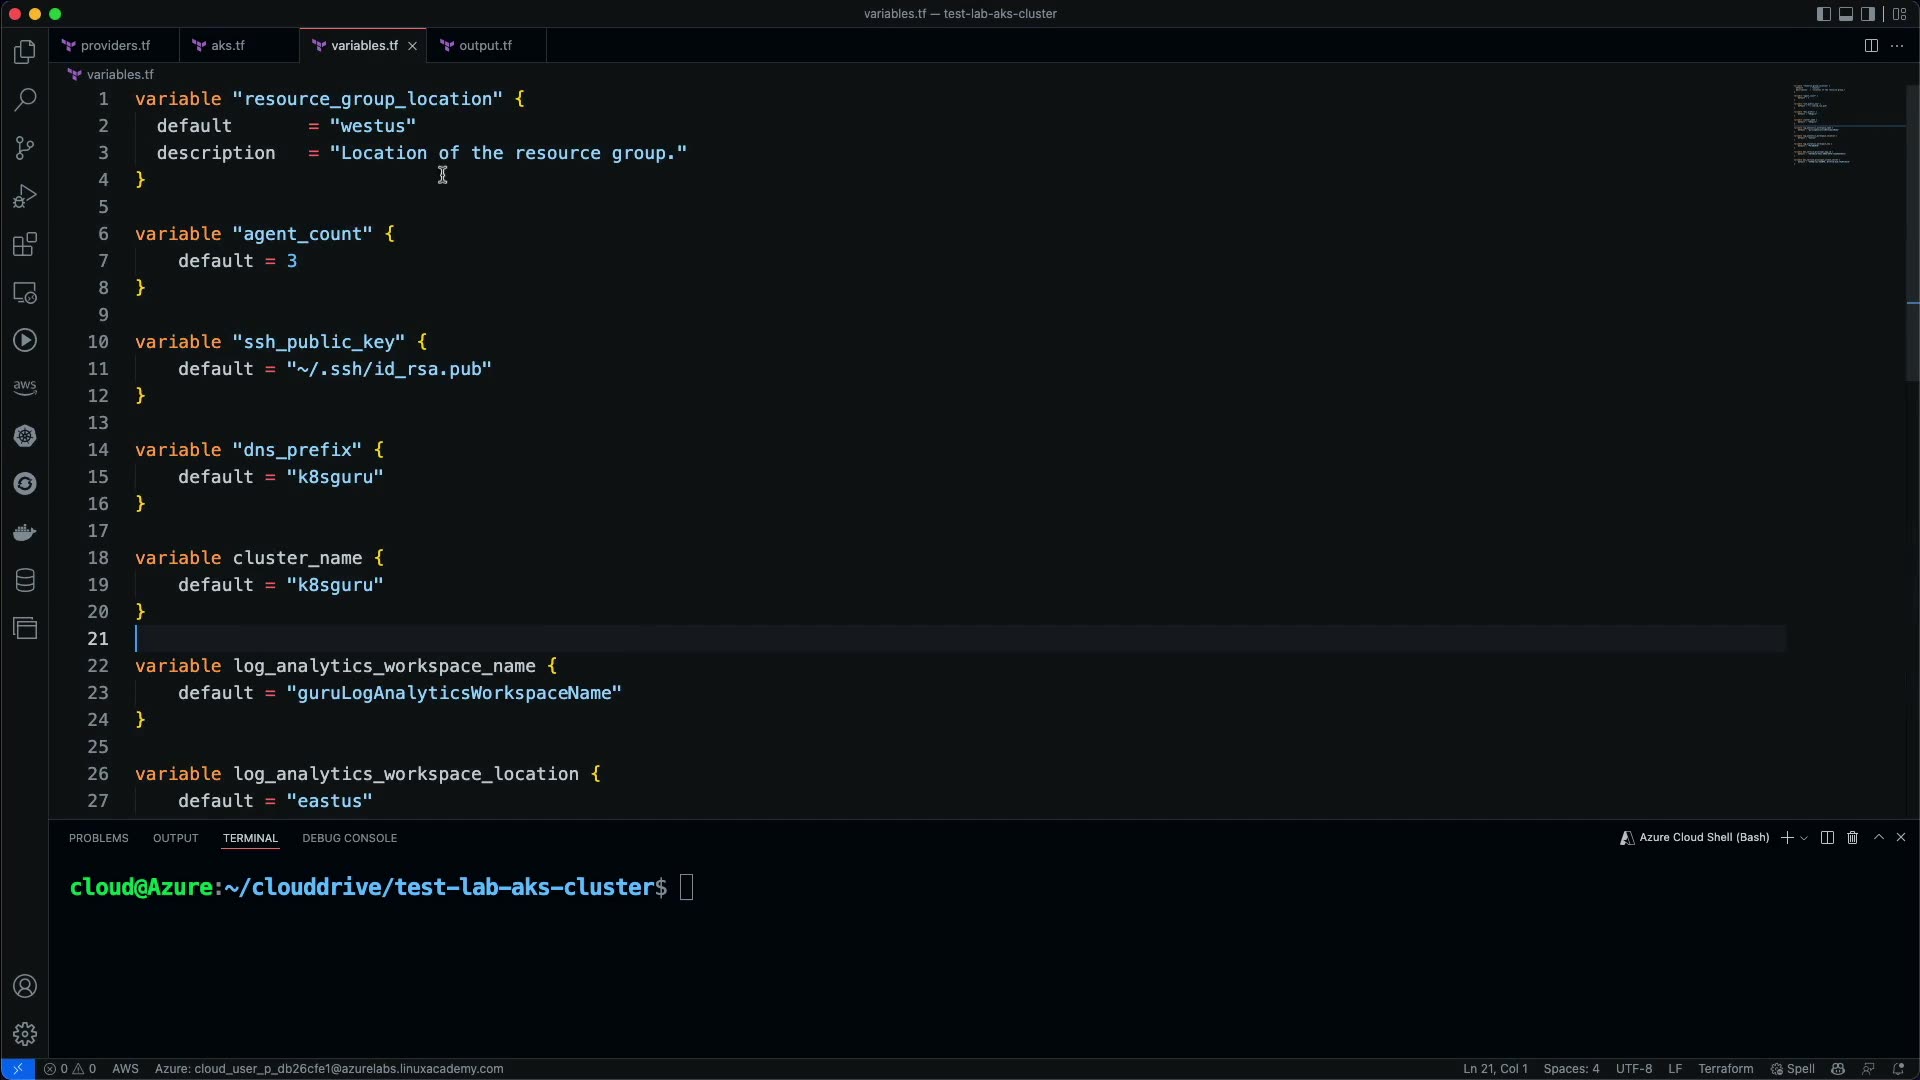 variables.tf — test-lab-aks-cluster
providers.tf
aks.tf
variables.tf
output.tf
variables.tf
1 variable "resource_group_location" {
2 default = "westus"
3 description = "Location of the resource group."
4 }
5
6 variable "agent_count" {
7 default = 3
8 }
9
10 variable "ssh_public_key" {
11 default = "~/.ssh/id_rsa.pub"
12 }
13
14 variable "dns_prefix" {
15 default = "k8sguru"
16 }
17
18 variable cluster_name {
19 default = "k8sguru"
20 }
21
22 variable log_analytics_workspace_name {
23 default = "guruLogAnalyticsWorkspaceName"
24 }
25
26 variable log_analytics_workspace_location {
27 default = "eastus"
aws
PROBLEMS OUTPUT TERMINAL DEBUG CONSOLE
Azure Cloud Shell (Bash)
cloud@Azure:~/clouddrive/test-lab-aks-cluster$
0 0 AWS Azure: cloud_user_p_db26cfe1@azurelabs.linuxacademy.com
Ln 21, Col 1 Spaces: 4 UTF-8 LF Terraform Spell